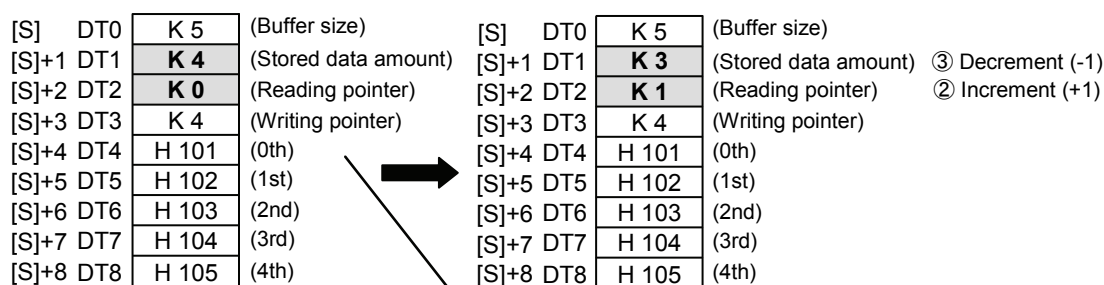 [S] DT0 K 5 (Buffer size) [S] DT0 K 5 (Buffer size)
[S]+1 DT1 K 4 (Stored data amount) [S]+1 DT1 K 3 (Stored data amount) ③ Decrement (-1)
[S]+2 DT2 K 0 (Reading pointer) [S]+2 DT2 K 1 (Reading pointer) ② Increment (+1)
[S]+3 DT3 K 4 (Writing pointer) [S]+3 DT3 K 4 (Writing pointer)
[S]+4 DT4 H 101 (0th) [S]+4 DT4 H 101 (0th)
[S]+5 DT5 H 102 (1st) [S]+5 DT5 H 102 (1st)
[S]+6 DT6 H 103 (2nd) [S]+6 DT6 H 103 (2nd)
[S]+7 DT7 H 104 (3rd) [S]+7 DT7 H 104 (3rd)
[S]+8 DT8 H 105 (4th) [S]+8 DT8 H 105 (4th)